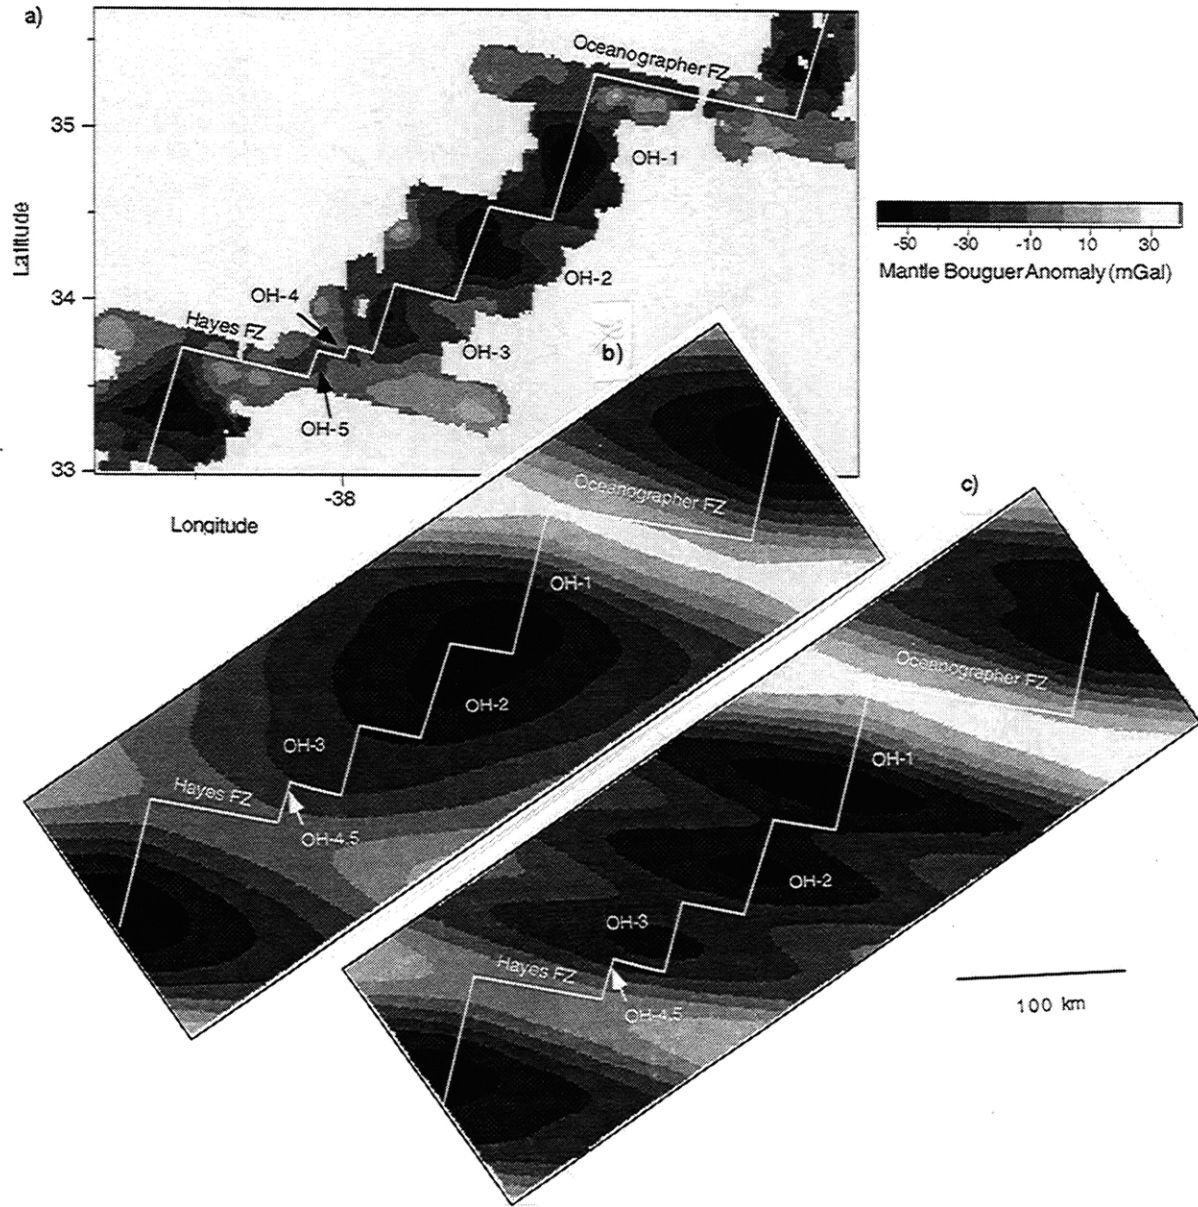 a)
Oceanographer FZ
35
OH-1
Latitude
-50 -30 -10 10 30
Mantle Bouguer Anomaly (mGal)
OH-2
34
OH-4
Hayes FZ
OH-3
b)
OH-5
33
-38
Longitude
Oceanographer FZ
c)
OH-1
Oceanographer FZ
OH-2
OH-3
OH-1
Hayes FZ
OH-4.5
OH-2
OH-3
Hayes FZ
OH-4.5
100 km